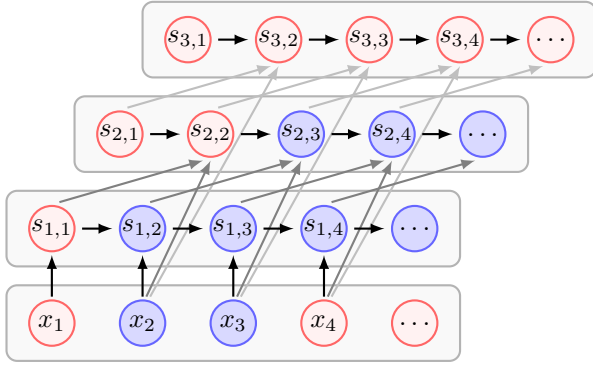 s3,1 s3,2 s3,3 s3,4 ⋯
s2,1 s2,2 s2,3 s2,4 ⋯
s1,1 s1,2 s1,3 s1,4 ⋯
x1 x2 x3 x4 ⋯